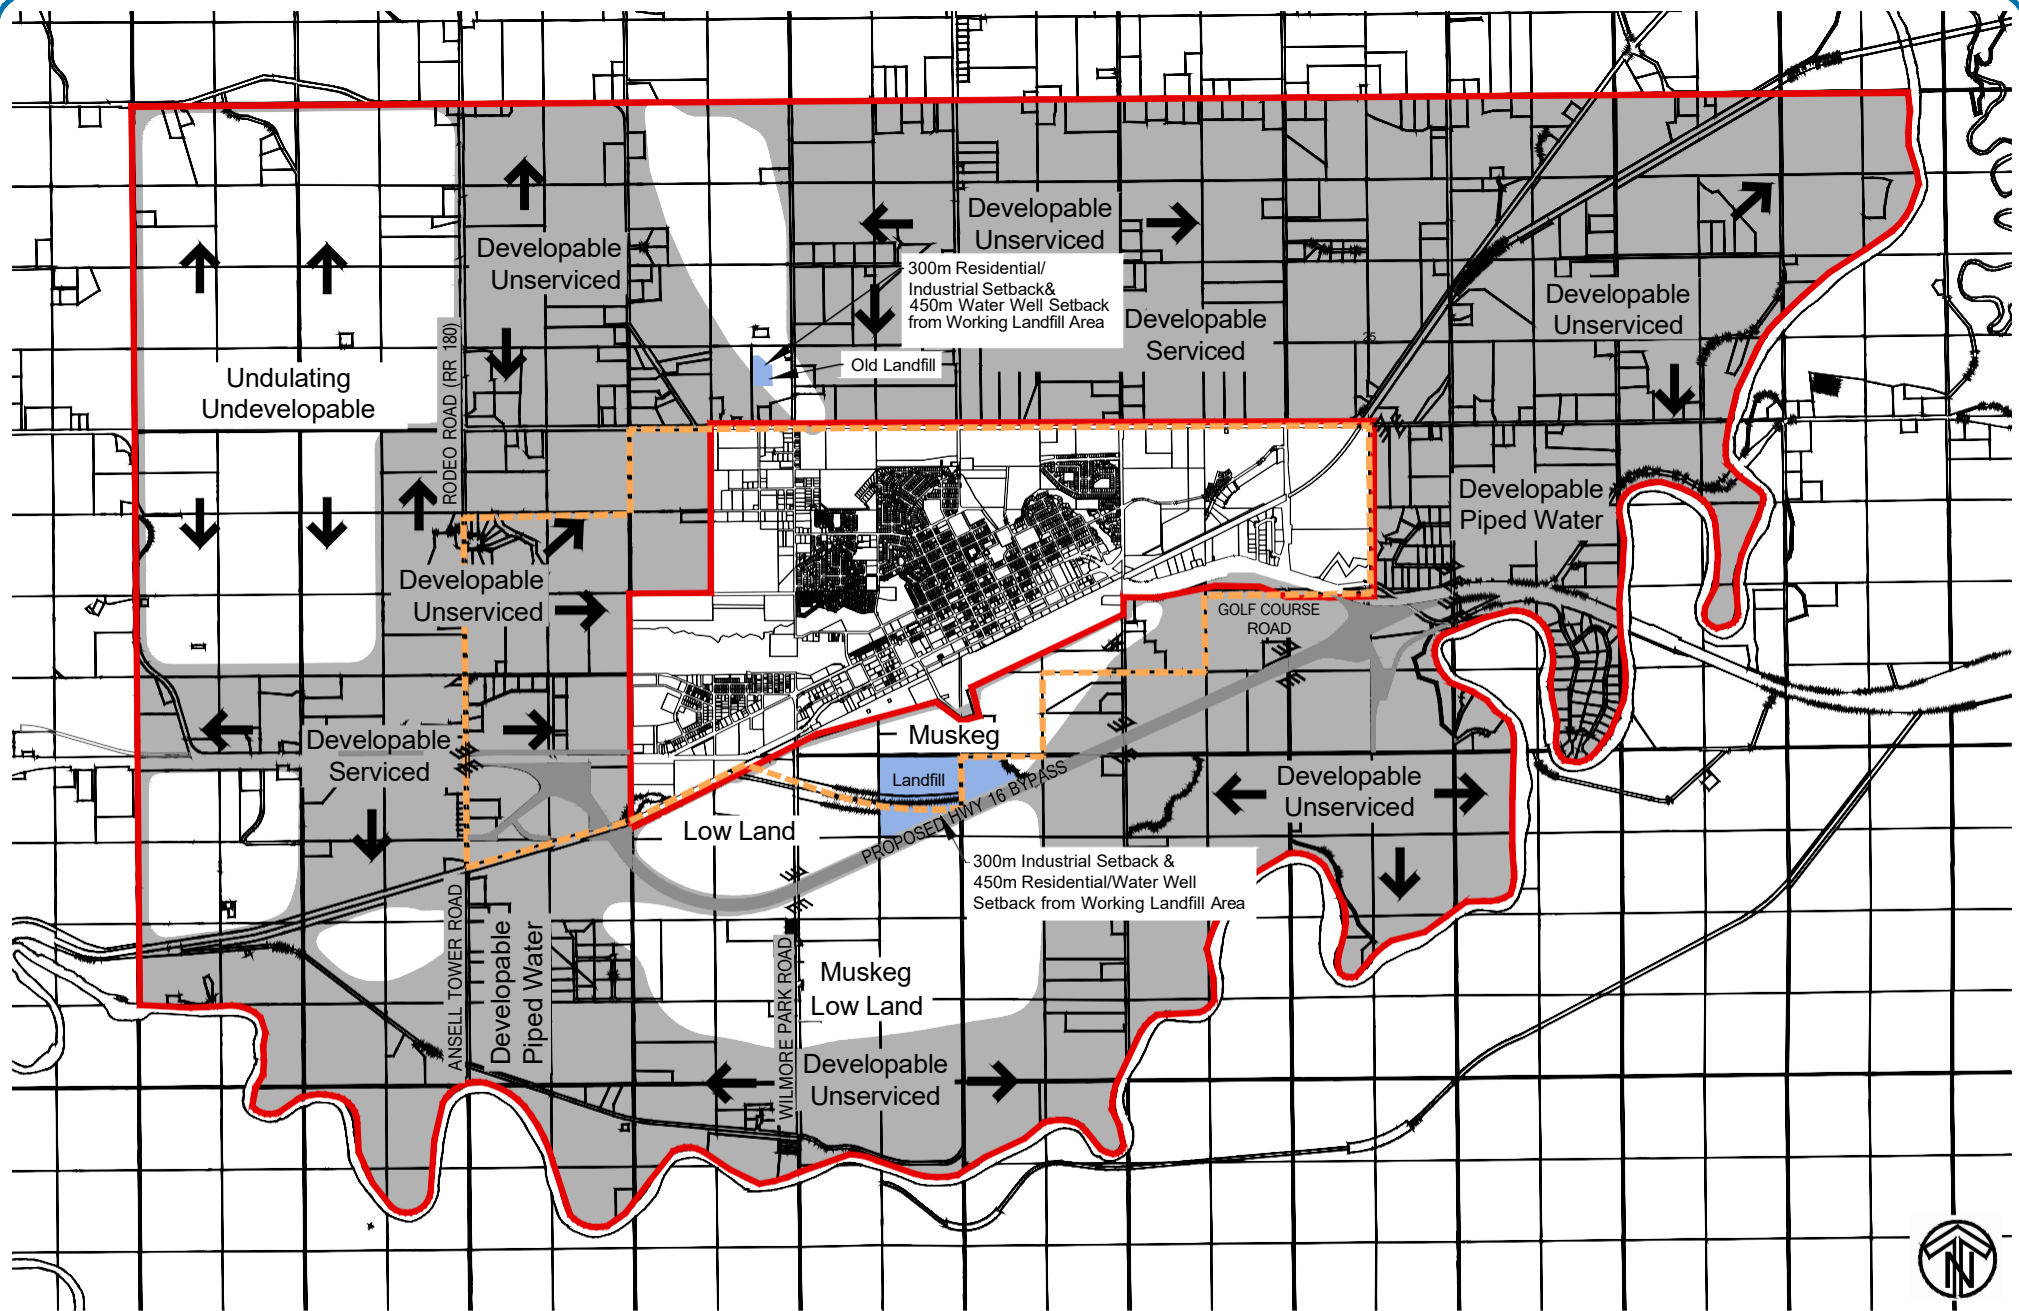 Developable
Unserviced
Developable
Unserviced
300m Residential/
Industrial Setback&
450m Water Well Setback
from Working Landfill Area
Developable
Serviced
Developable
Unserviced
25
Old Landfill
Undulating
Undevelopable
RODEO ROAD (RR 180)
Developable
Piped Water
Developable
Unserviced
GOLF COURSE
ROAD
Muskeg
Developable
Serviced
Landfill
PROPOSED HWY 16 BYPASS
Developable
Unserviced
Low Land
300m Industrial Setback &
450m Residential/Water Well
Setback from Working Landfill Area
ANSELL TOWER ROAD
Developable
Piped Water
WILMORE PARK ROAD
Muskeg
Low Land
Developable
Unserviced
N